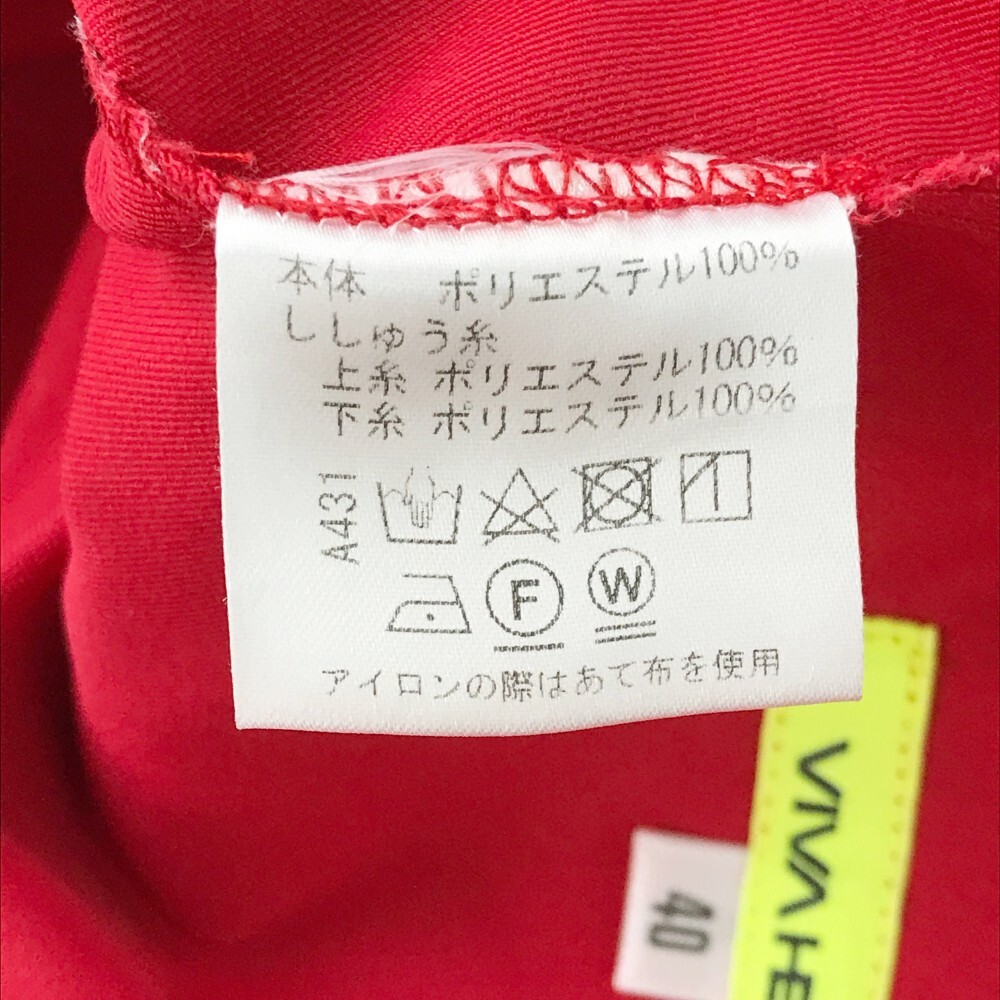 本体 ポリエステル100%
ししゅう糸
上糸 ポリエステル100%
下糸 ポリエステル100%
A431
F
W
アイロンの際はあて布を使用
VIVA HE
40